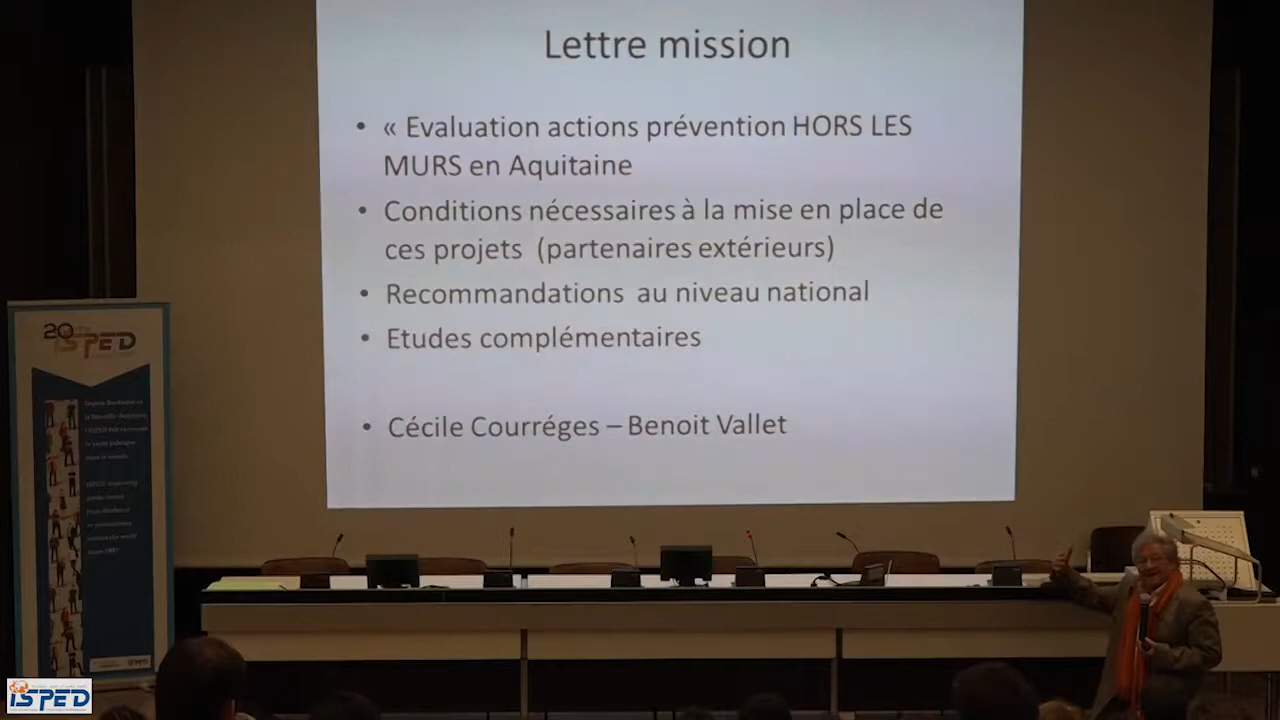 Lettre mission
• « Evaluation actions prévention HORS LES
MURS en Aquitaine
• Conditions nécessaires à la mise en place de
ces projets (partenaires extérieurs)
• Recommandations au niveau national
• Etudes complémentaires
• Cécile Courréges – Benoit Vallet
20
ISPED
ISPED